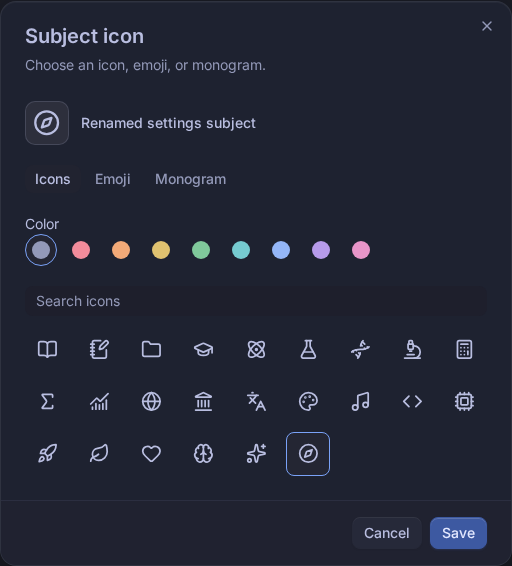 Subject icon
Choose an icon, emoji, or monogram.
Renamed settings subject
Icons Emoji Monogram
Color
Search icons
Cancel Save